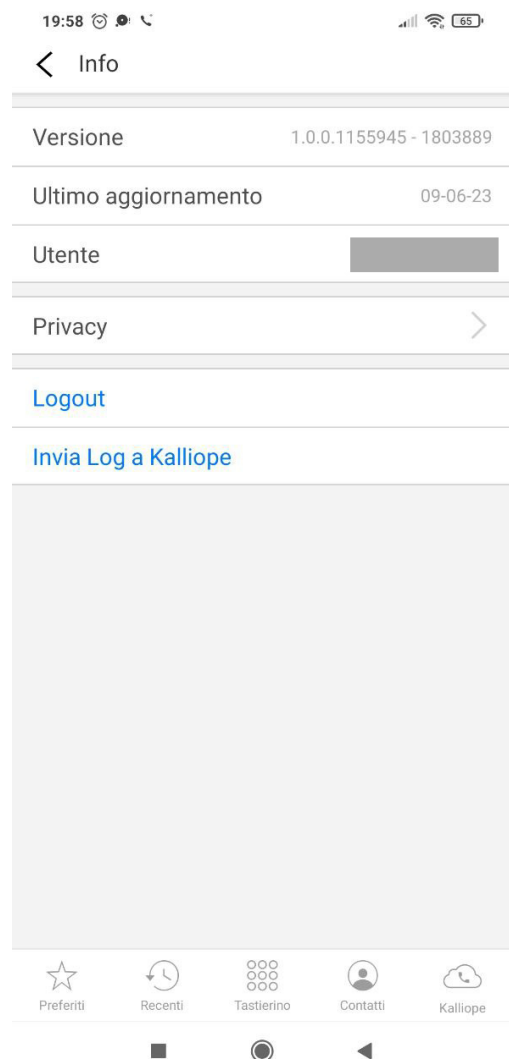 19:58 65
Info
Versione 1.0.0.1155945 - 1803889
Ultimo aggiornamento 09-06-23
Utente
Privacy
Logout
Invia Log a Kalliope
Preferiti Recenti Tastierino Contatti Kalliope